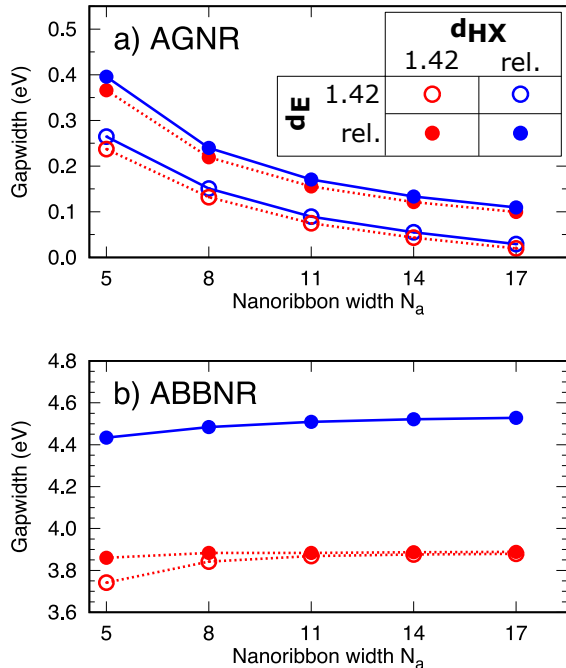 a) AGNR
d_HX
1.42 rel.
d_E 1.42
rel.
Gapwidth (eV)
0.5
0.4
0.3
0.2
0.1
0.0
5 8 11 14 17
Nanoribbon width N_a
b) ABBNR
Gapwidth (eV)
4.8
4.6
4.4
4.2
4.0
3.8
3.6
5 8 11 14 17
Nanoribbon width N_a